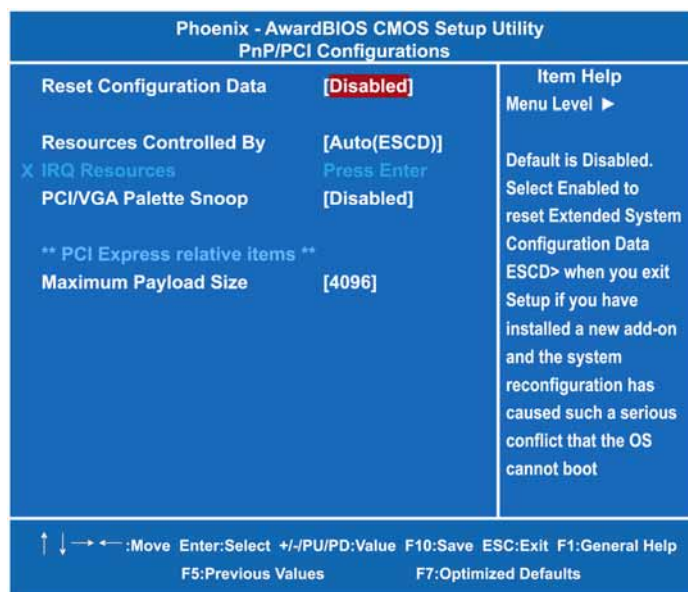 Phoenix - AwardBIOS CMOS Setup Utility
PnP/PCI Configurations
Reset Configuration Data [Disabled]
Resources Controlled By [Auto(ESCD)]
X IRQ Resources Press Enter
PCI/VGA Palette Snoop [Disabled]
** PCI Express relative items **
Maximum Payload Size [4096]
Item Help
Menu Level ►
Default is Disabled.
Select Enabled to
reset Extended System
Configuration Data
ESCD> when you exit
Setup if you have
installed a new add-on
and the system
reconfiguration has
caused such a serious
conflict that the OS
cannot boot
↑ ↓ → ← :Move Enter:Select +/-/PU/PD:Value F10:Save ESC:Exit F1:General Help
F5:Previous Values F7:Optimized Defaults